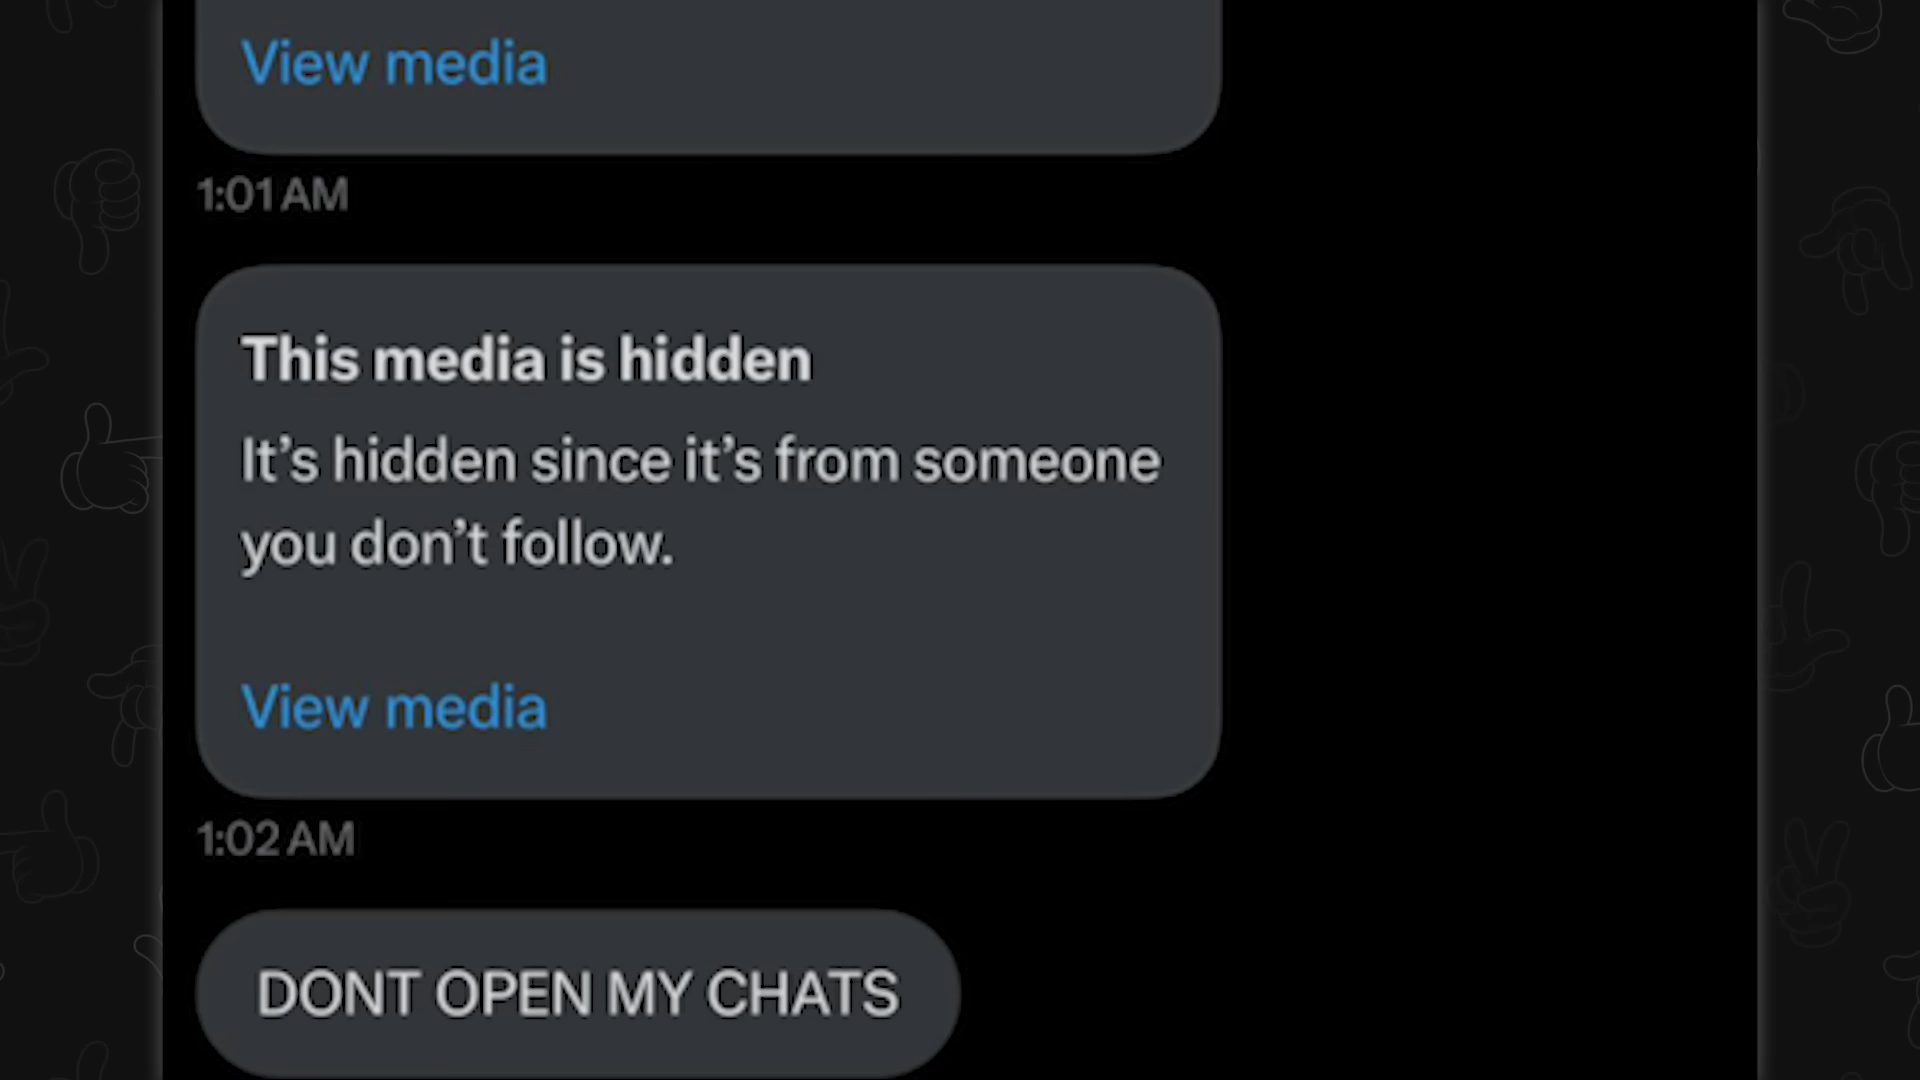 View media
1:01 AM
This media is hidden
It’s hidden since it’s from someone
you don’t follow.
View media
1:02 AM
DONT OPEN MY CHATS